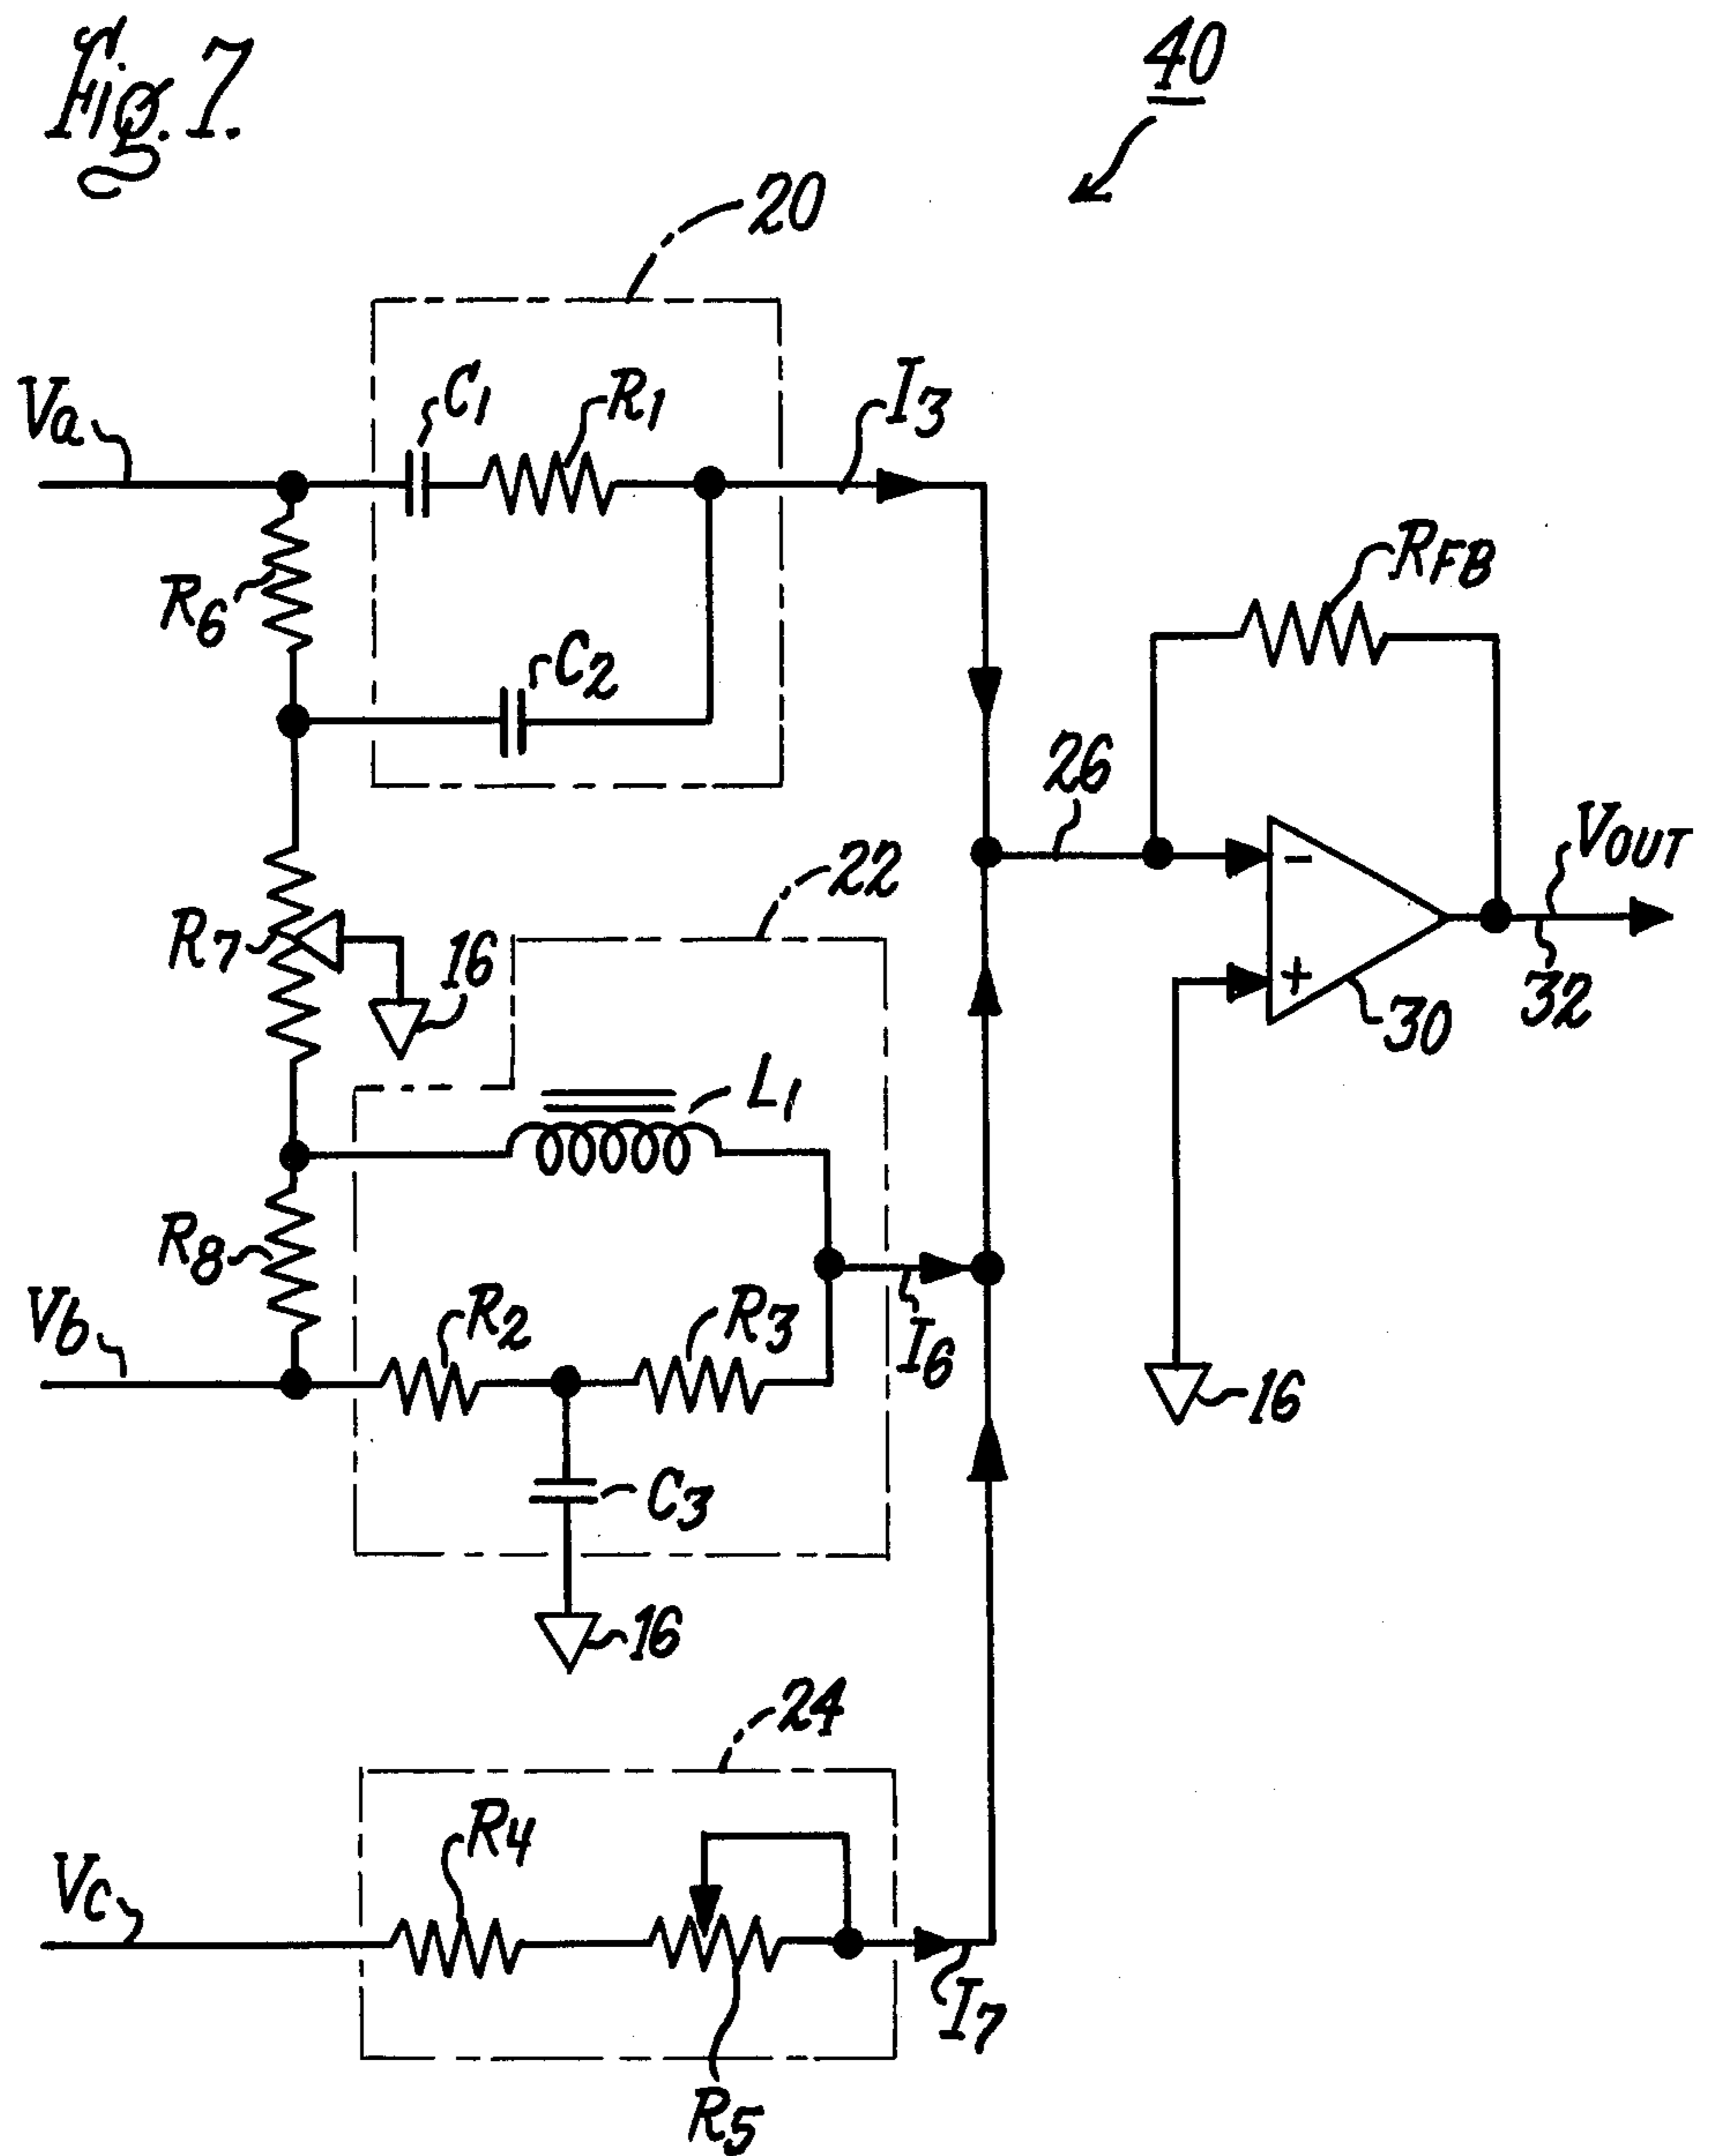 Fig. 7.
40
20
Va
C1
R1
I3
R6
C2
RFB
26
VOUT
22
R7
16
-
+
30
32
L1
R8
Vb
R2
R3
I6
16
C3
16
24
R4
Vc
I7
R5